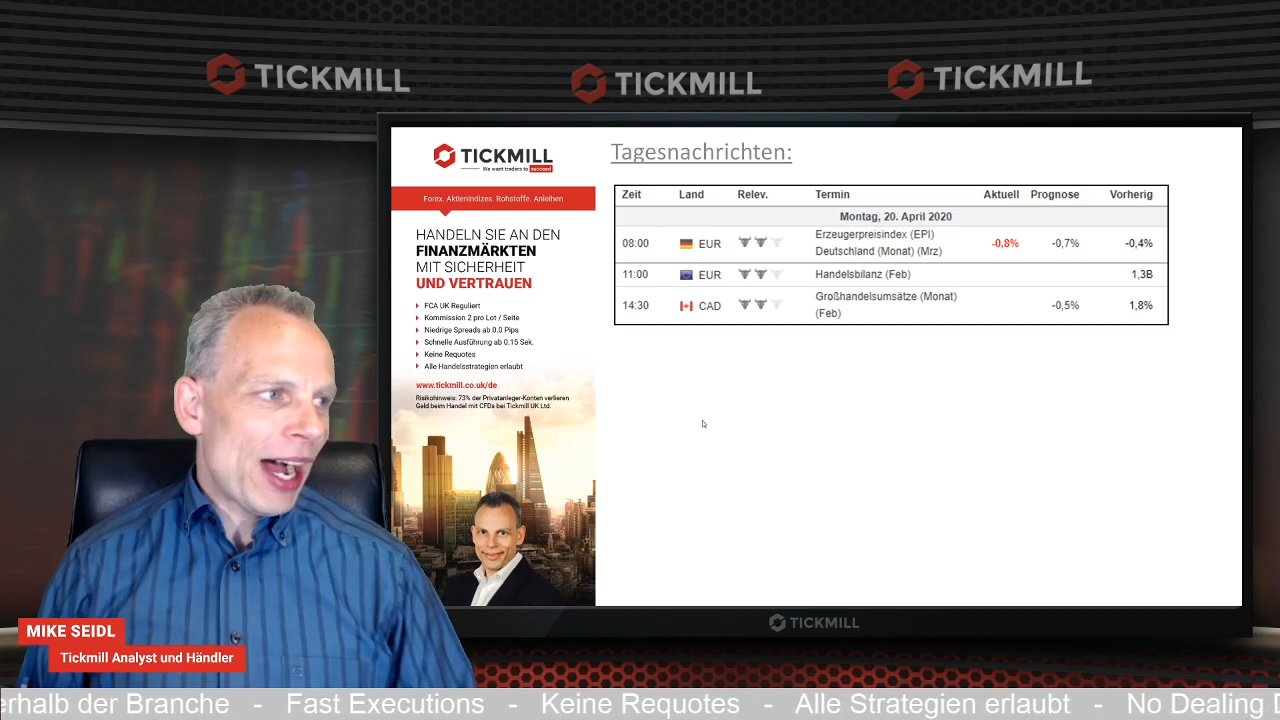 TICKMILL
TICKMILL
TICKMILL
TICKMILL
We want traders to succeed
Forex. Aktienindizes. Rohstoffe. Anleihen
HANDELN SIE AN DEN
FINANZMÄRKTEN
MIT SICHERHEIT
UND VERTRAUEN
FCA UK Reguliert
Kommission 2 pro Lot / Seite
Niedrige Spreads ab 0.0 Pips
Schnelle Ausführung ab 0.15 Sek.
Keine Requotes
Alle Handelsstrategien erlaubt
www.tickmill.co.uk/de
Risikohinweis: 73% der Privatanleger-Konten verlieren
Geld beim Handel mit CFDs bei Tickmill UK Ltd.
Tagesnachrichten:
Zeit Land Relev. Termin Aktuell Prognose Vorherig
Montag, 20. April 2020
08:00 EUR Erzeugerpreisindex (EPI) -0,8% -0,7% -0,4%
Deutschland (Monat) (Mrz)
11:00 EUR Handelsbilanz (Feb) 1,3B
14:30 CAD Großhandelsumsätze (Monat) -0,5% 1,8%
(Feb)
TICKMILL
MIKE SEIDL
Tickmill Analyst und Händler
erhalb der Branche - Fast Executions - Keine Requotes - Alle Strategien erlaubt - No Dealing